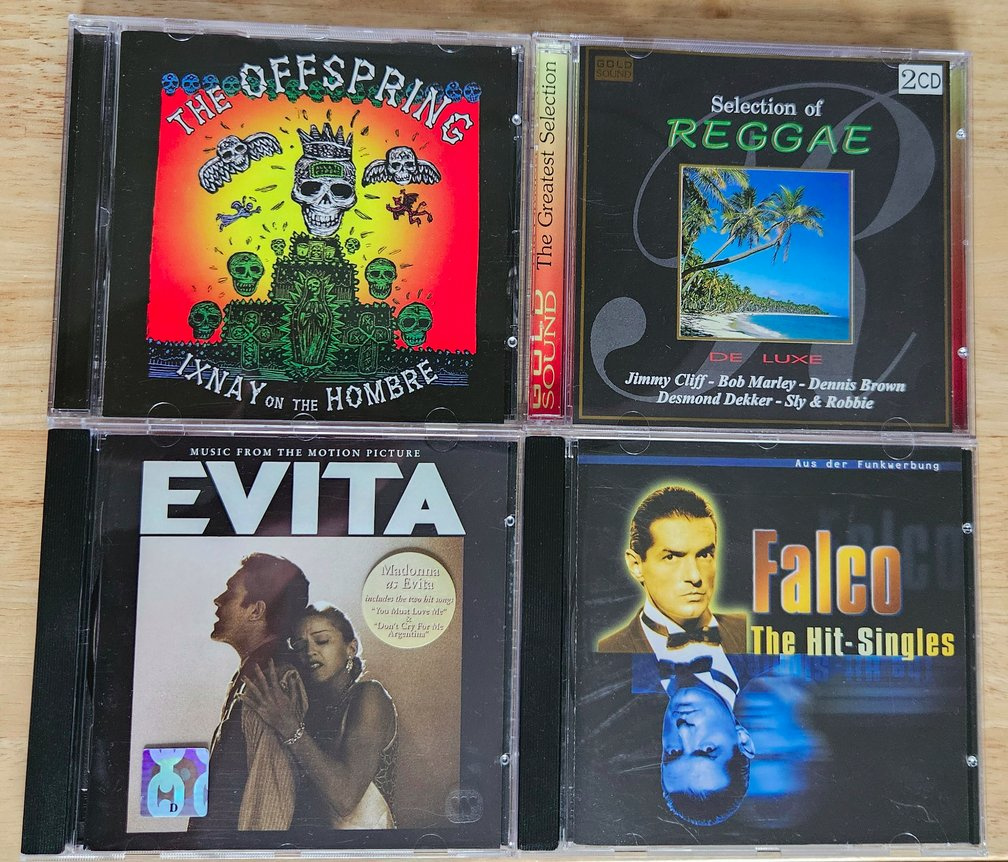 THE OFFSPRING
IXNAY ON THE HOMBRE
GOLD SOUND
The Greatest Selection
GOLD
SOUND
2CD
Selection of
REGGAE
DE LUXE
Jimmy Cliff - Bob Marley - Dennis Brown
Desmond Dekker - Sly & Robbie
MUSIC FROM THE MOTION PICTURE
EVITA
Madonna
as Evita
includes the two hit songs
"You Must Love Me"
&
"Don't Cry For Me
Argentina"
D
Aus der Funkwerbung
Falco
The Hit-Singles